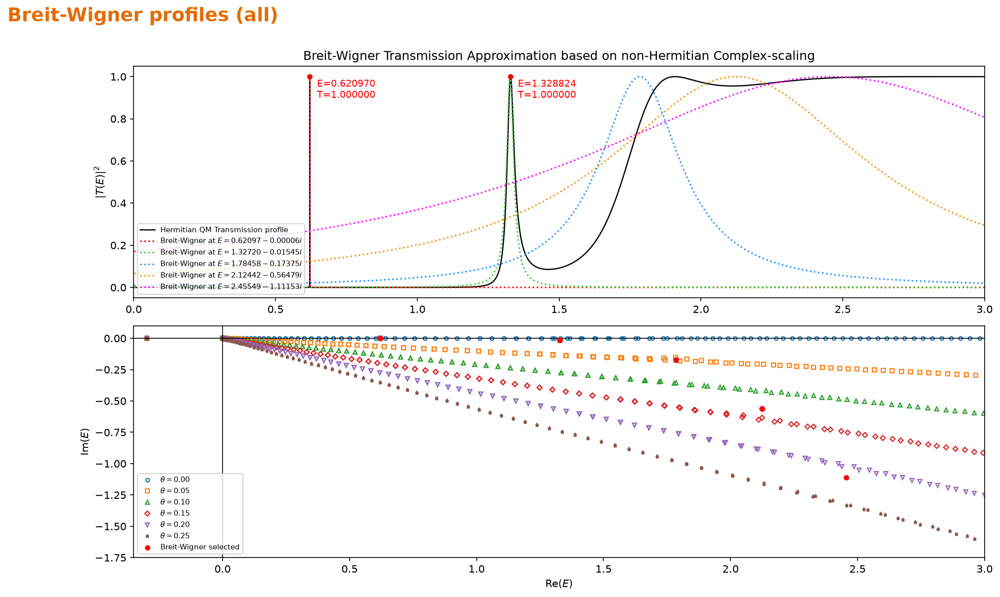 Breit-Wigner profiles (all)
Breit-Wigner Transmission Approximation based on non-Hermitian Complex-scaling
|T(E)|²
1.0
0.8
0.6
0.4
0.2
0.0
E=0.620970
T=1.000000
E=1.328824
T=1.000000
Hermitian QM Transmission profile
Breit-Wigner at E = 0.62097 − 0.00006i
Breit-Wigner at E = 1.32720 − 0.01545i
Breit-Wigner at E = 1.78458 − 0.17375i
Breit-Wigner at E = 2.12442 − 0.56479i
Breit-Wigner at E = 2.45549 − 1.11153i
0.0 0.5 1.0 1.5 2.0 2.5 3.0
Im(E)
0.00
−0.25
−0.50
−0.75
−1.00
−1.25
−1.50
−1.75
θ = 0.00
θ = 0.05
θ = 0.10
θ = 0.15
θ = 0.20
θ = 0.25
Breit-Wigner selected
0.0 0.5 1.0 1.5 2.0 2.5 3.0
Re(E)